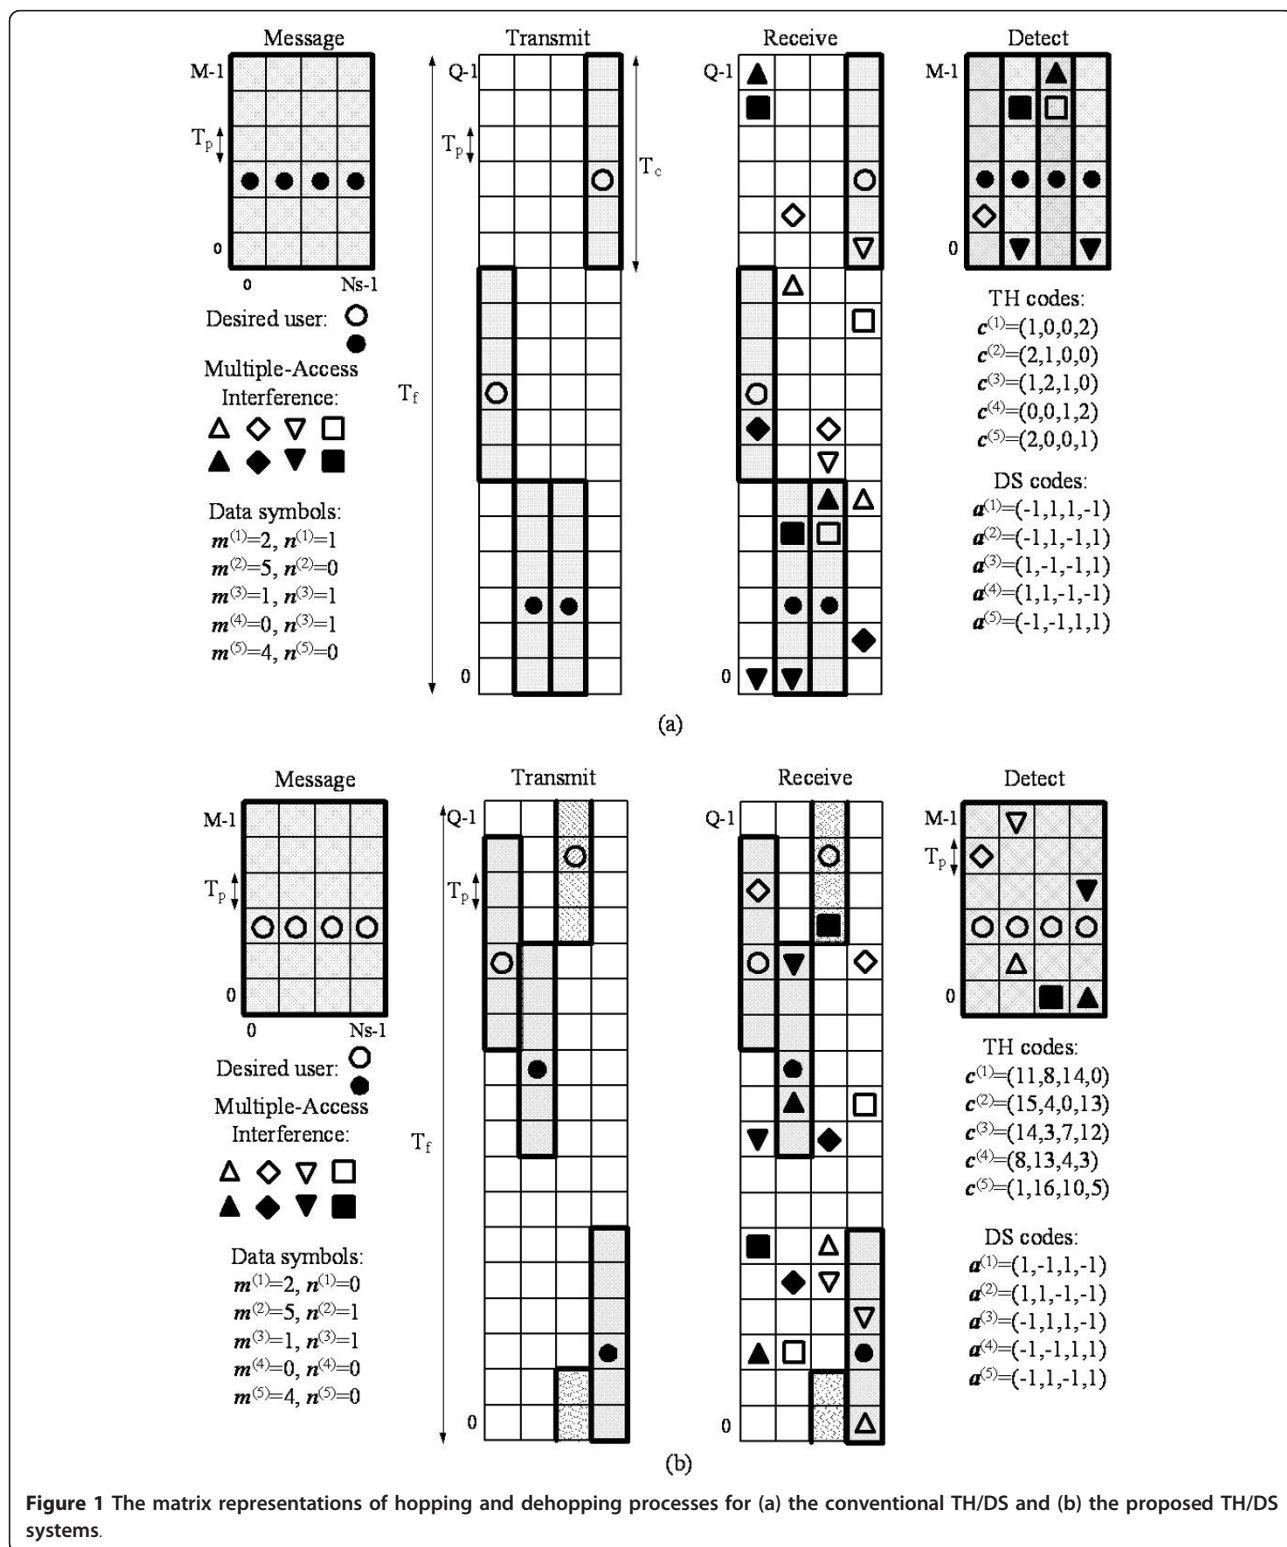 Message Transmit Receive Detect
M-1 Q-1 Q-1 M-1
Tp Tp Tc
0 0
0 Ns-1
Desired user:
Multiple-Access
Interference:
Tf
Data symbols:
m(1)=2, n(1)=1
m(2)=5, n(2)=0
m(3)=1, n(3)=1
m(4)=0, n(3)=1
m(5)=4, n(5)=0
0 0
TH codes:
c(1)=(1,0,0,2)
c(2)=(2,1,0,0)
c(3)=(1,2,1,0)
c(4)=(0,0,1,2)
c(5)=(2,0,0,1)
DS codes:
a(1)=(-1,1,1,-1)
a(2)=(-1,1,-1,1)
a(3)=(1,-1,-1,1)
a(4)=(1,1,-1,-1)
a(5)=(-1,-1,1,1)
(a)
Message Transmit Receive Detect
M-1 Q-1 Q-1 M-1
Tp Tp Tp
0 0
0 Ns-1
Desired user:
Multiple-Access
Interference:
Tf
Data symbols:
m(1)=2, n(1)=0
m(2)=5, n(2)=1
m(3)=1, n(3)=1
m(4)=0, n(4)=0
m(5)=4, n(5)=0
0 0
TH codes:
c(1)=(11,8,14,0)
c(2)=(15,4,0,13)
c(3)=(14,3,7,12)
c(4)=(8,13,4,3)
c(5)=(1,16,10,5)
DS codes:
a(1)=(1,-1,1,-1)
a(2)=(1,1,-1,-1)
a(3)=(-1,1,1,-1)
a(4)=(-1,-1,1,1)
a(5)=(-1,1,-1,1)
(b)
Figure 1 The matrix representations of hopping and dehopping processes for (a) the conventional TH/DS and (b) the proposed TH/DS
systems.